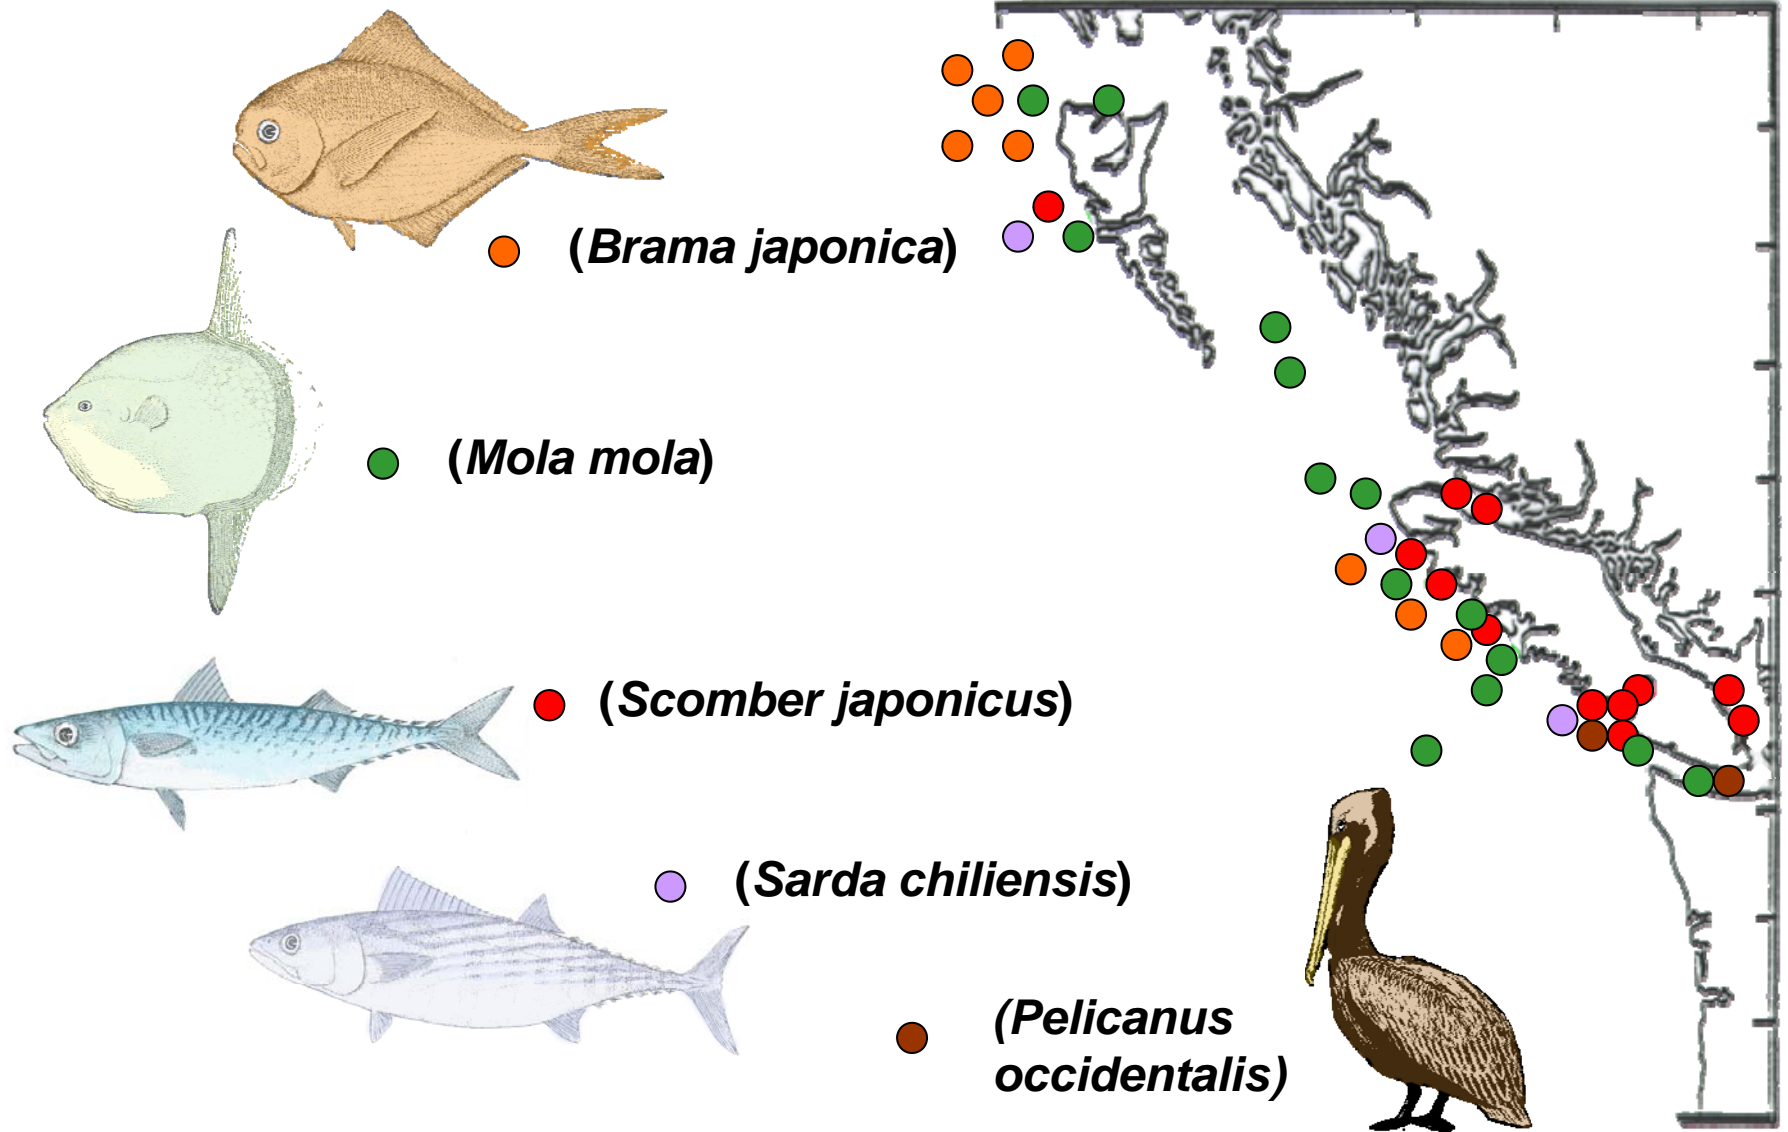 (Brama japonica)
(Mola mola)
(Scomber japonicus)
(Sarda chiliensis)
(Pelicanus
occidentalis)